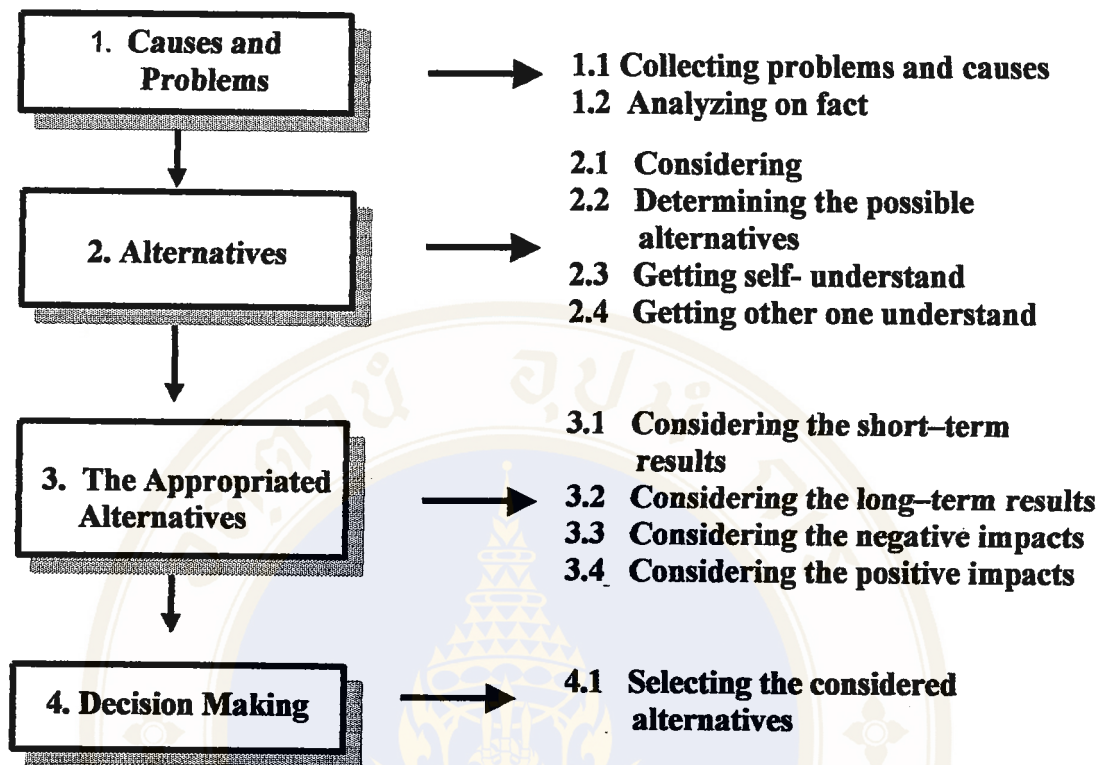 1. Causes and
Problems
1.1 Collecting problems and causes
1.2 Analyzing on fact
2. Alternatives
2.1 Considering
2.2 Determining the possible
alternatives
2.3 Getting self- understand
2.4 Getting other one understand
3. The Appropriated
Alternatives
3.1 Considering the short–term
results
3.2 Considering the long–term results
3.3 Considering the negative impacts
3.4 Considering the positive impacts
4. Decision Making
4.1 Selecting the considered
alternatives